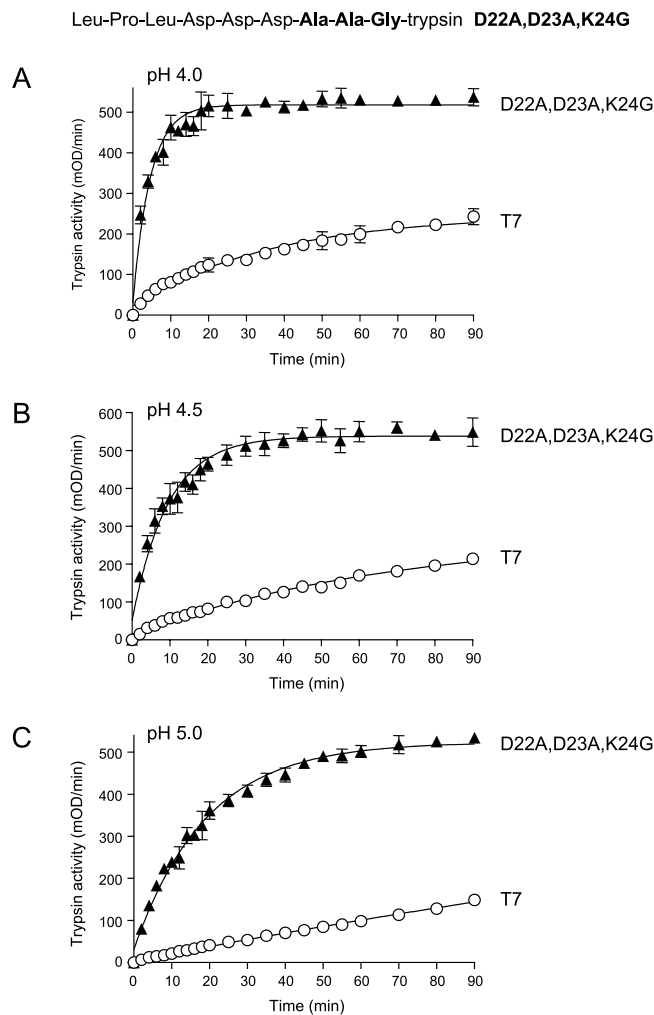 Leu-Pro-Leu-Asp-Asp-Asp-Ala-Ala-Gly-trypsin D22A,D23A,K24G
A
pH 4.0
Trypsin activity (mOD/min)
500
400
300
200
100
0
0 10 20 30 40 50 60 70 80 90
Time (min)
D22A,D23A,K24G
T7
B
pH 4.5
Trypsin activity (mOD/min)
600
500
400
300
200
100
0
0 10 20 30 40 50 60 70 80 90
Time (min)
D22A,D23A,K24G
T7
C
pH 5.0
Trypsin activity (mOD/min)
500
400
300
200
100
0
0 10 20 30 40 50 60 70 80 90
Time (min)
D22A,D23A,K24G
T7